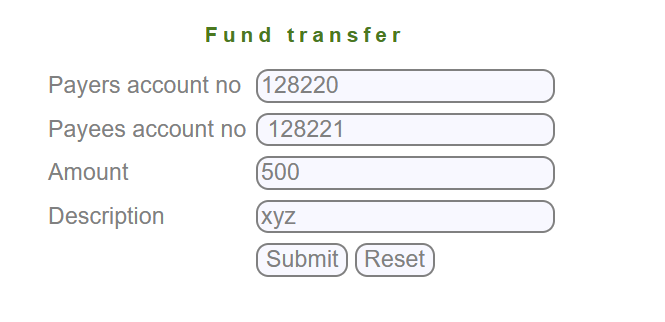 Fund transfer
Payers account no 128220
Payees account no 128221
Amount 500
Description xyz
Submit Reset